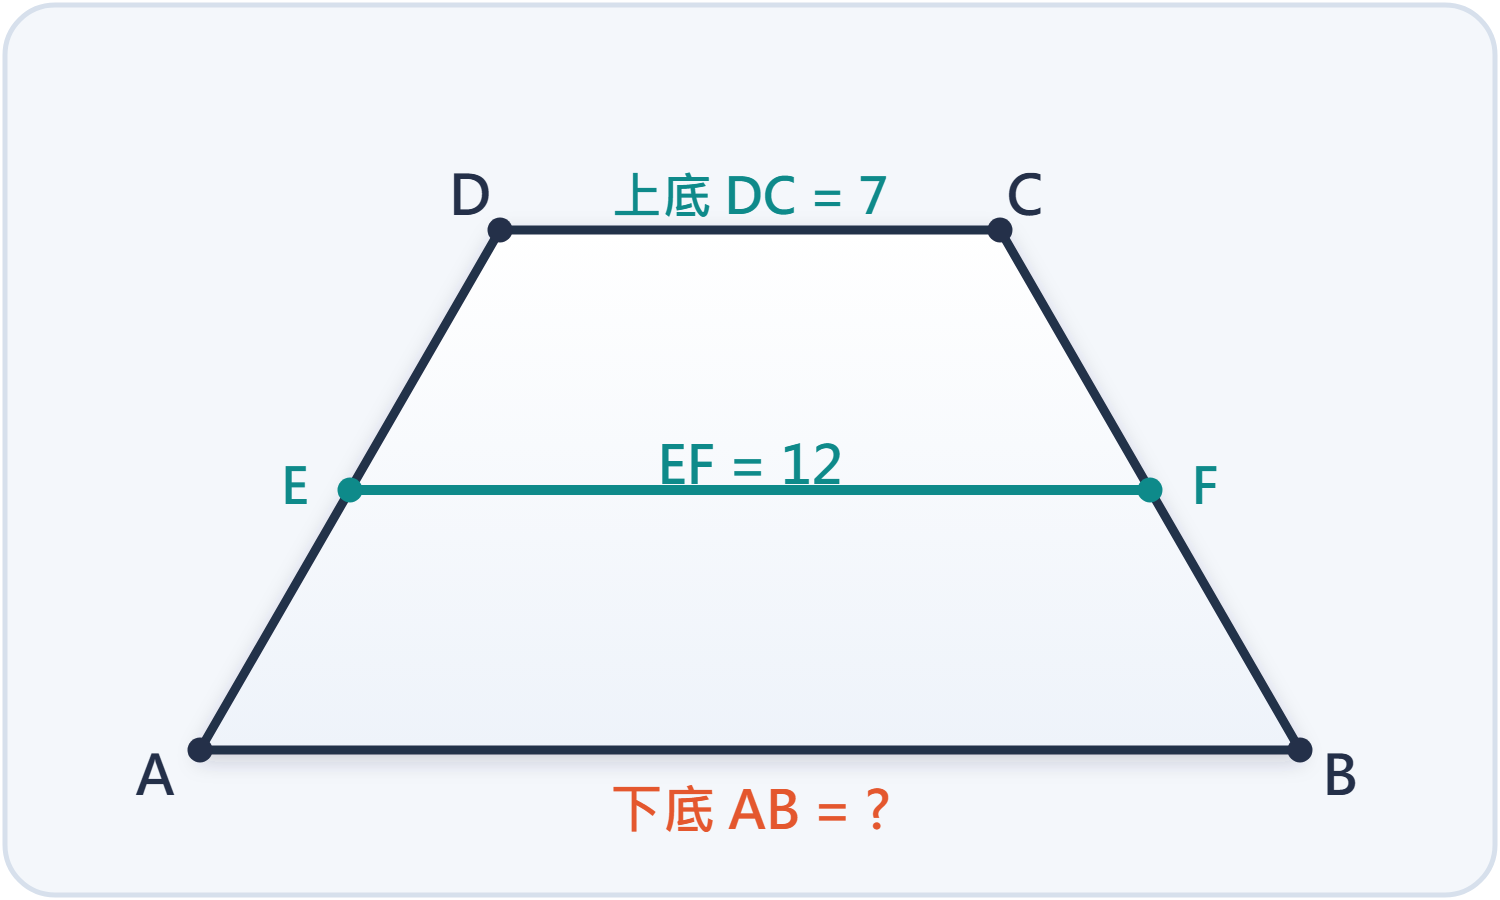 D
上底 DC = 7
C
E
EF = 12
F
A
B
下底 AB = ?